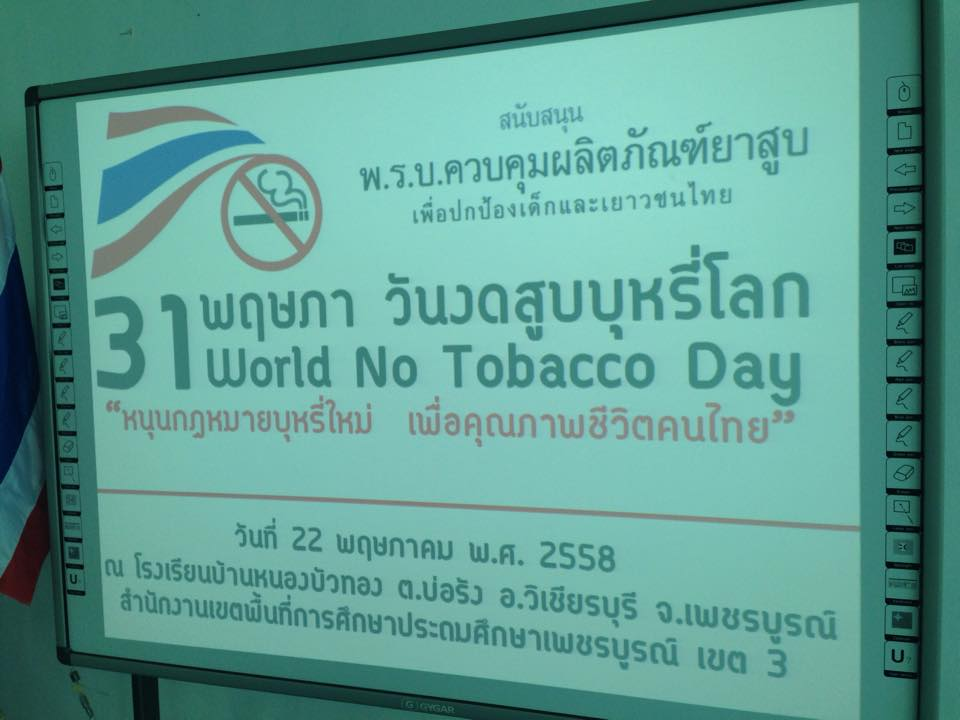 สนับสนุน
พ.ร.บ.ควบคุมผลิตภัณฑ์ยาสูบ
เพื่อปกป้องเด็กและเยาวชนไทย
31 พฤษภา วันงดสูบบุหรี่โลก
World No Tobacco Day
“หนุนกฎหมายบุหรี่ใหม่ เพื่อคุณภาพชีวิตคนไทย”
วันที่ 22 พฤษภาคม พ.ศ. 2558
ณ โรงเรียนบ้านหนองบัวทอง ต.บ่อรัง อ.วิเชียรบุรี จ.เพชรบูรณ์
สำนักงานเขตพื้นที่การศึกษาประถมศึกษาเพชรบูรณ์ เขต 3
GYGAR